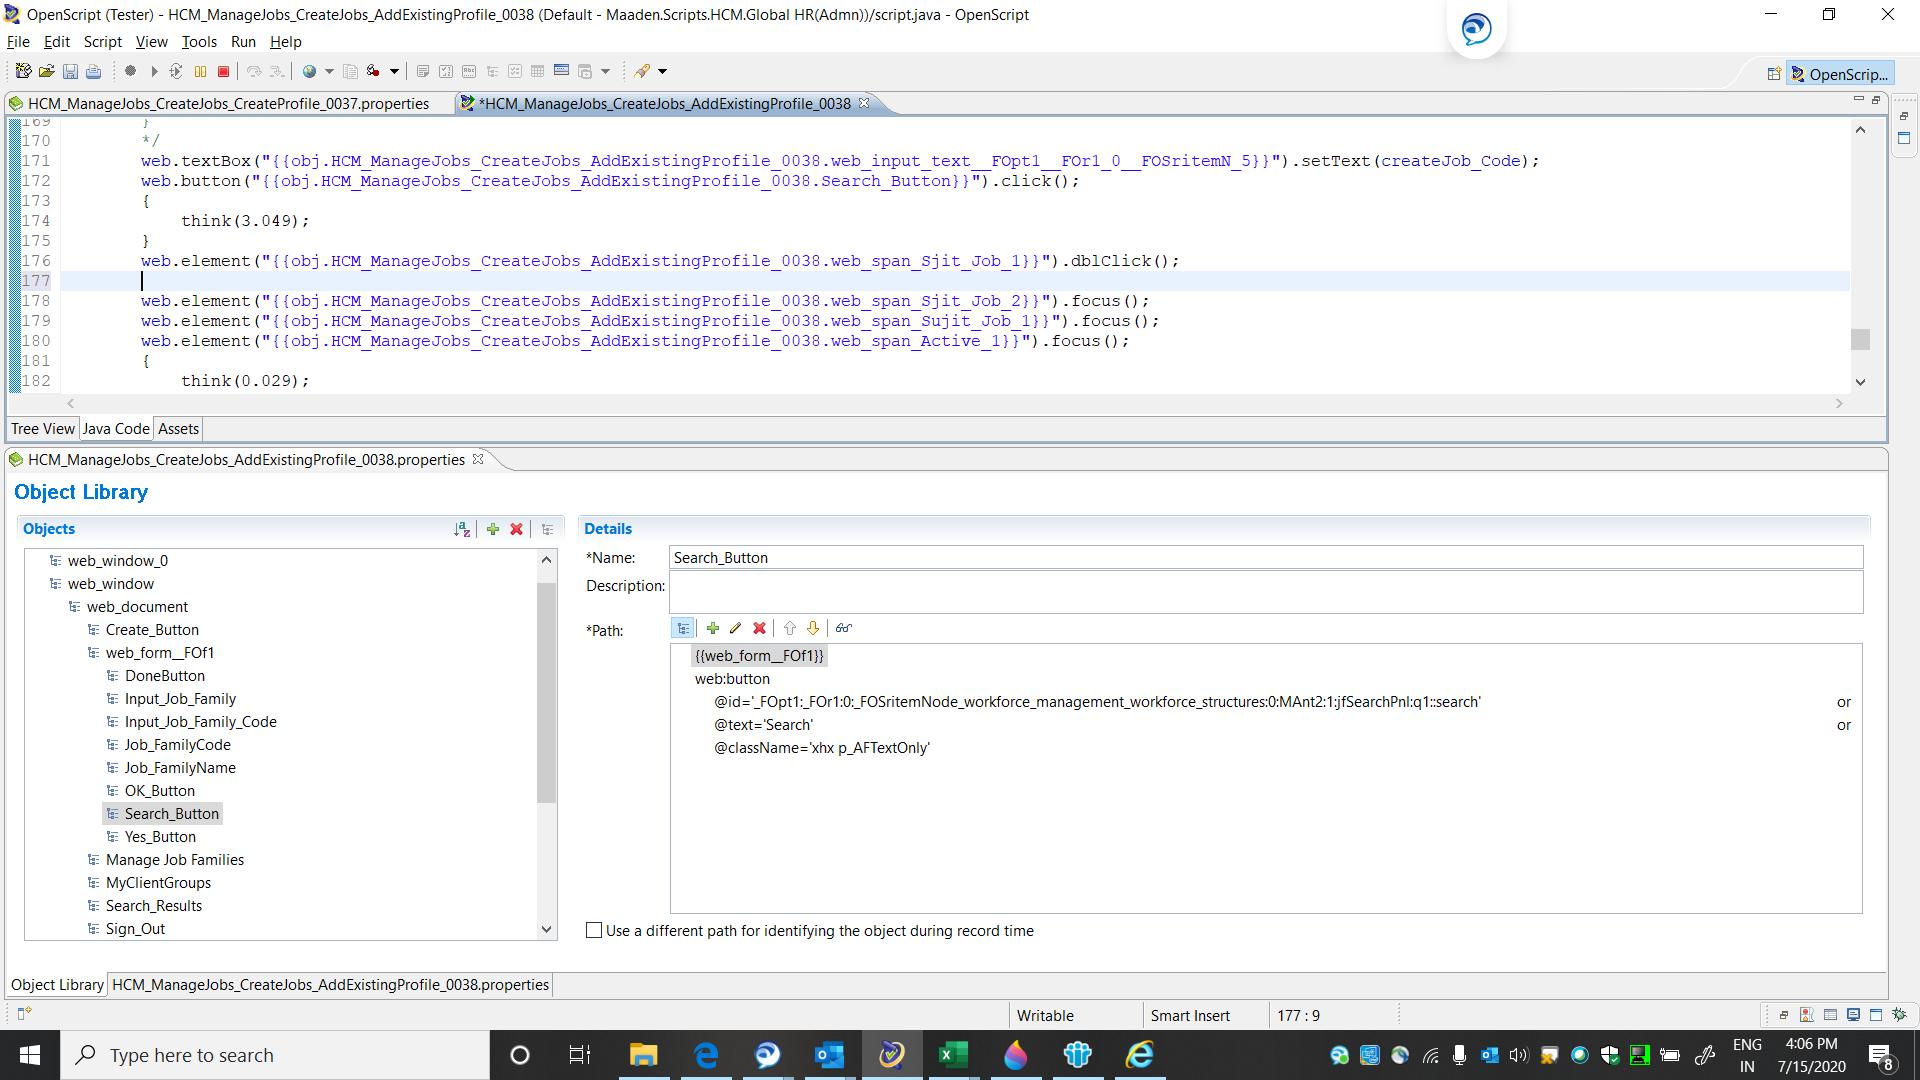 OpenScript (Tester) - HCM_ManageJobs_CreateJobs_AddExistingProfile_0038 (Default - Maaden.Scripts.HCM.Global HR(Admn))/script.java - OpenScript
File Edit Script View Tools Run Help
OpenScrip...
HCM_ManageJobs_CreateJobs_CreateProfile_0037.properties *HCM_ManageJobs_CreateJobs_AddExistingProfile_0038
169 }
170 */
171 web.textBox("{{obj.HCM_ManageJobs_CreateJobs_AddExistingProfile_0038.web_input_text__FOpt1__FOr1_0__FOSritemN_5}}").setText(createJob_Code);
172 web.button("{{obj.HCM_ManageJobs_CreateJobs_AddExistingProfile_0038.Search_Button}}").click();
173 {
174 think(3.049);
175 }
176 web.element("{{obj.HCM_ManageJobs_CreateJobs_AddExistingProfile_0038.web_span_Sjit_Job_1}}").dblClick();
177
178 web.element("{{obj.HCM_ManageJobs_CreateJobs_AddExistingProfile_0038.web_span_Sjit_Job_2}}").focus();
179 web.element("{{obj.HCM_ManageJobs_CreateJobs_AddExistingProfile_0038.web_span_Sujit_Job_1}}").focus();
180 web.element("{{obj.HCM_ManageJobs_CreateJobs_AddExistingProfile_0038.web_span_Active_1}}").focus();
181 {
182 think(0.029);
Tree View Java Code Assets
HCM_ManageJobs_CreateJobs_AddExistingProfile_0038.properties
Object Library
Objects
web_window_0
web_window
web_document
Create_Button
web_form__FOf1
DoneButton
Input_Job_Family
Input_Job_Family_Code
Job_FamilyCode
Job_FamilyName
OK_Button
Search_Button
Yes_Button
Manage Job Families
MyClientGroups
Search_Results
Sign_Out
Details
*Name: Search_Button
Description:
*Path:
{{web_form__FOf1}}
web:button
@id='_FOpt1:_FOr1:0:_FOSritemNode_workforce_management_workforce_structures:0:MAnt2:1:jfSearchPnl:q1::search' or
@text='Search' or
@className='xhx p_AFTextOnly'
Use a different path for identifying the object during record time
Object Library HCM_ManageJobs_CreateJobs_AddExistingProfile_0038.properties
Writable Smart Insert 177 : 9
Type here to search
ENG
IN
4:06 PM
7/15/2020
8